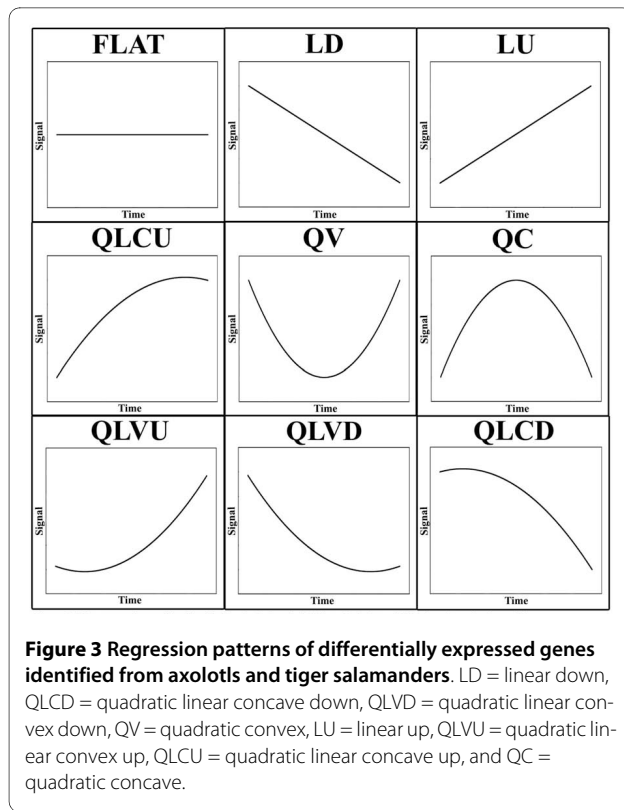 FLAT
Signal
Time
LD
Signal
Time
LU
Signal
Time
QLCU
Signal
Time
QV
Signal
Time
QC
Signal
Time
QLVU
Signal
Time
QLVD
Signal
Time
QLCD
Signal
Time
Figure 3 Regression patterns of differentially expressed genes
identified from axolotls and tiger salamanders. LD = linear down,
QLCD = quadratic linear concave down, QLVD = quadratic linear con-
vex down, QV = quadratic convex, LU = linear up, QLVU = quadratic lin-
ear convex up, QLCU = quadratic linear concave up, and QC =
quadratic concave.